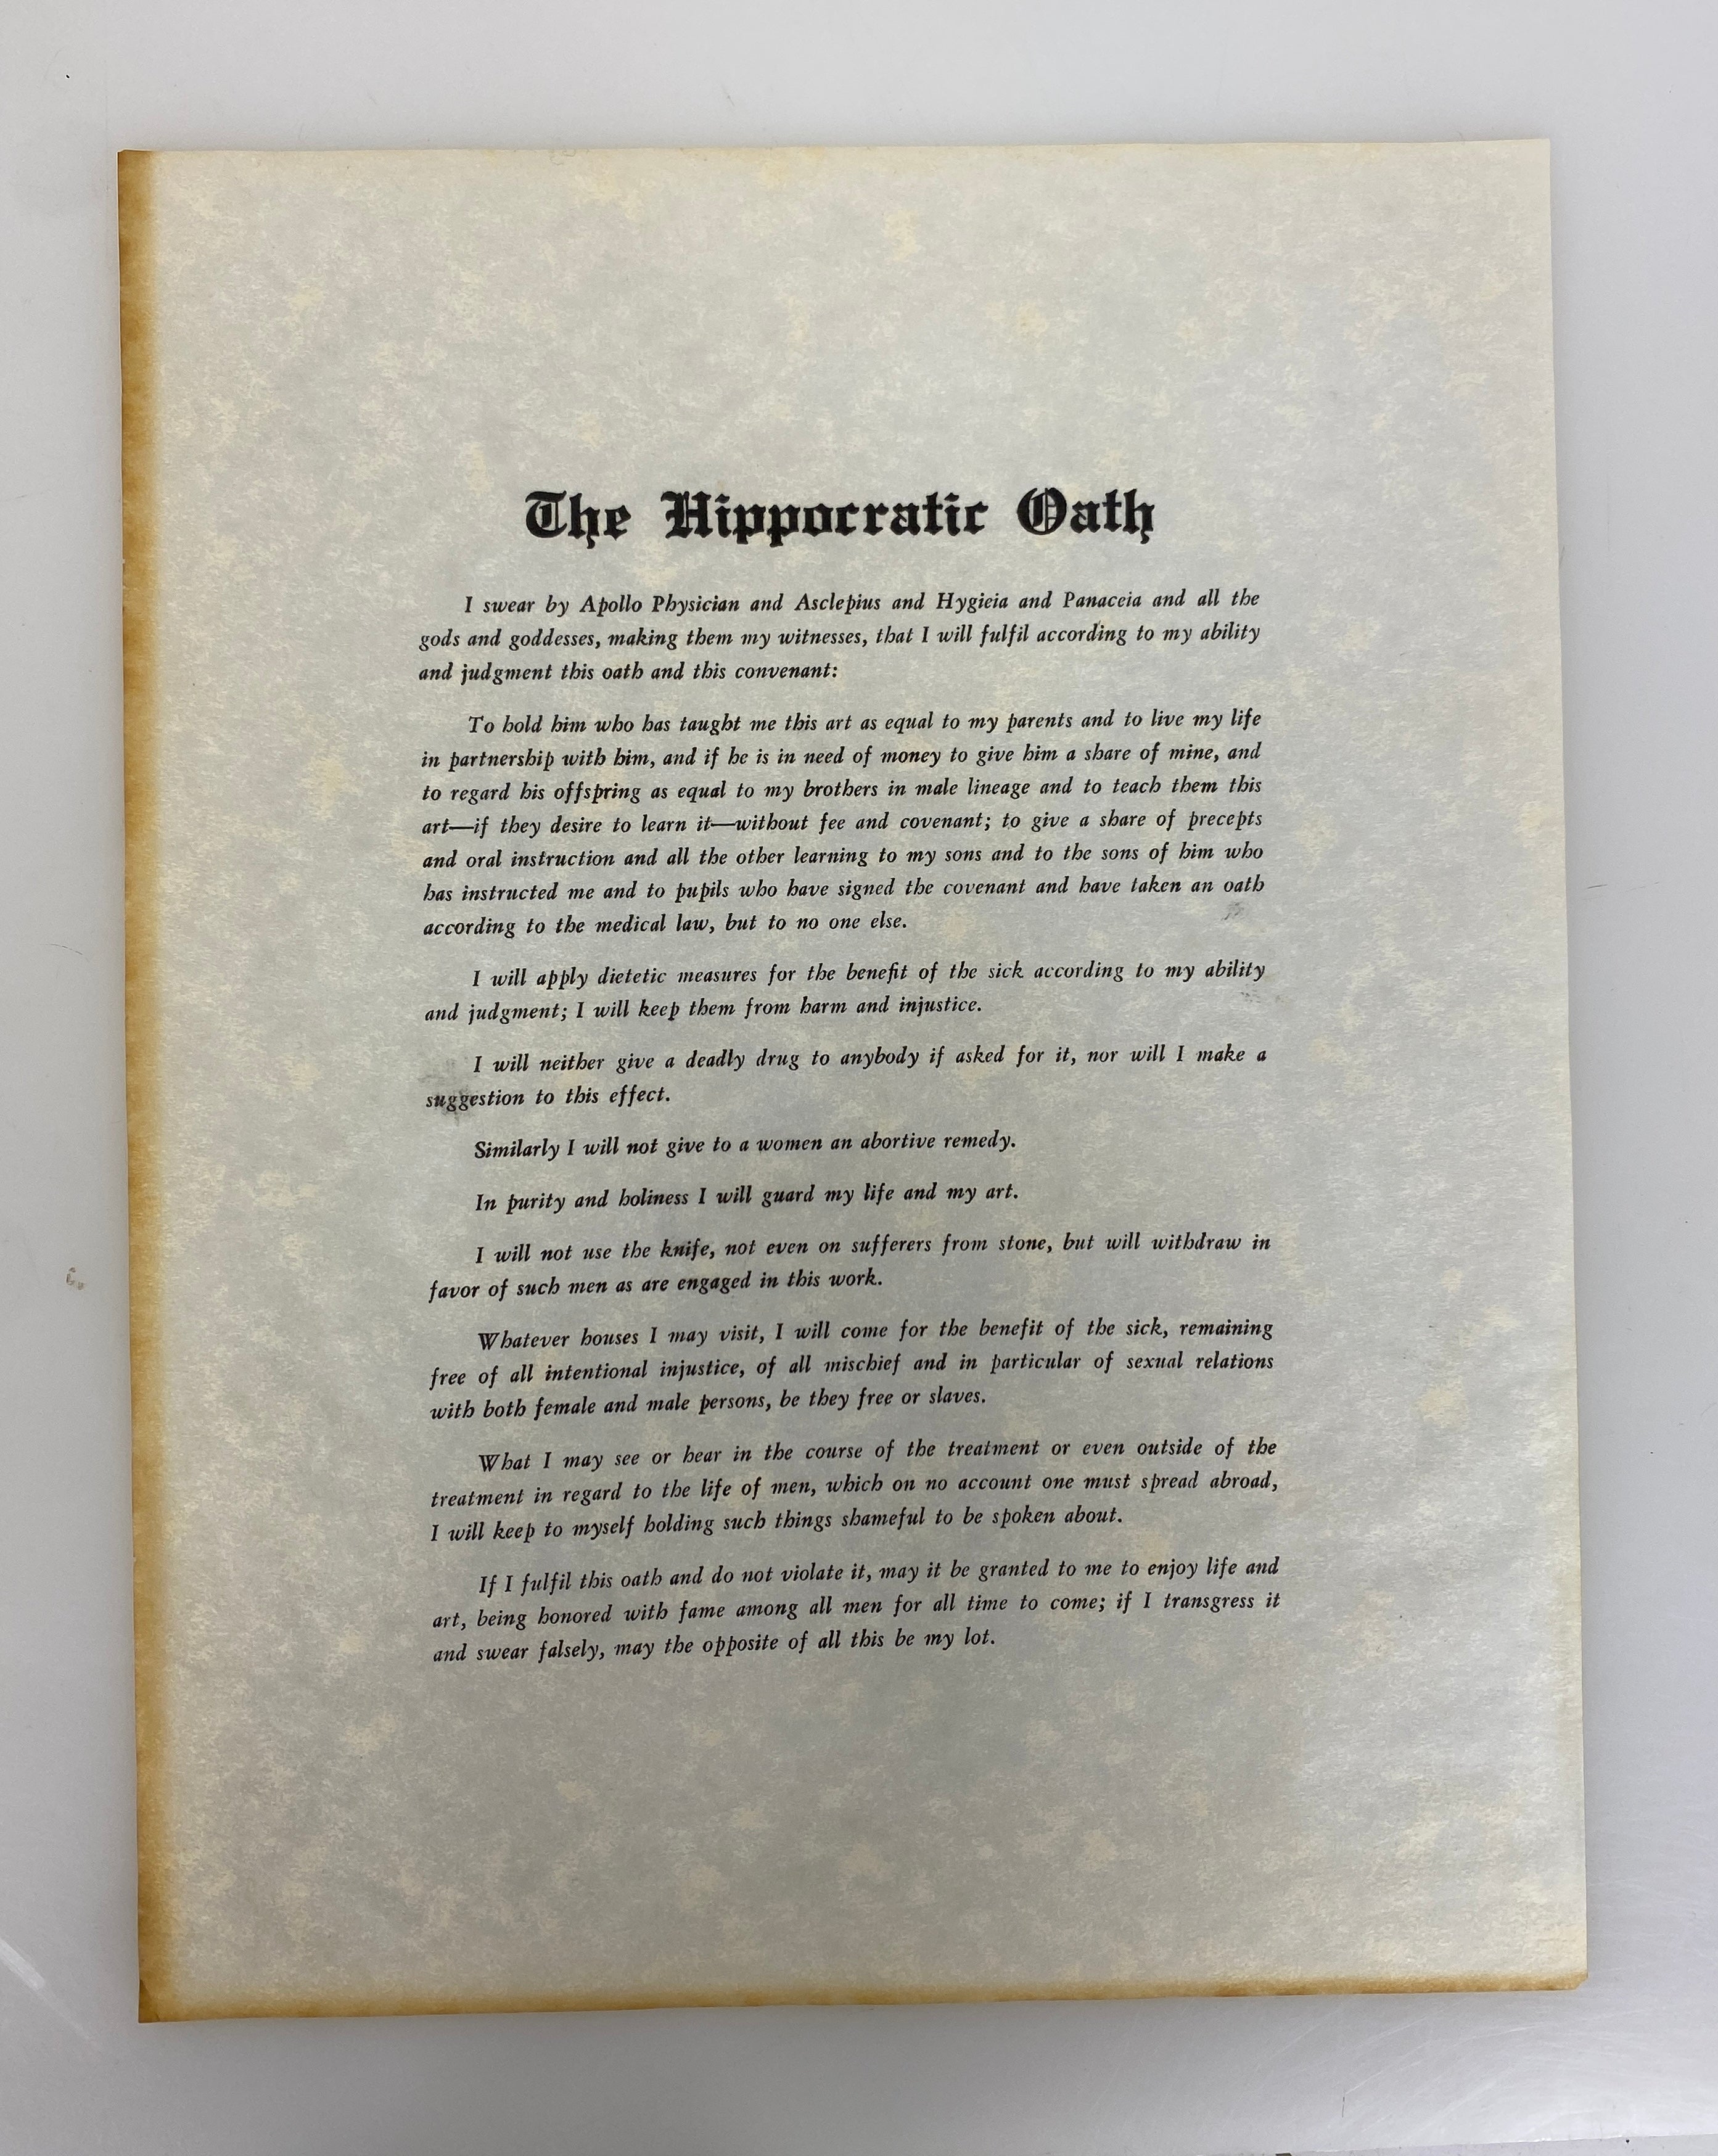 The Hippocratic Oath
I swear by Apollo Physician and Asclepius and Hygieia and Panaceia and all the
gods and goddesses, making them my witnesses, that I will fulfil according to my ability
and judgment this oath and this convenant:
To hold him who has taught me this art as equal to my parents and to live my life
in partnership with him, and if he is in need of money to give him a share of mine, and
to regard his offspring as equal to my brothers in male lineage and to teach them this
art—if they desire to learn it—without fee and covenant; to give a share of precepts
and oral instruction and all the other learning to my sons and to the sons of him who
has instructed me and to pupils who have signed the covenant and have taken an oath
according to the medical law, but to no one else.
I will apply dietetic measures for the benefit of the sick according to my ability
and judgment; I will keep them from harm and injustice.
I will neither give a deadly drug to anybody if asked for it, nor will I make a
suggestion to this effect.
Similarly I will not give to a women an abortive remedy.
In purity and holiness I will guard my life and my art.
I will not use the knife, not even on sufferers from stone, but will withdraw in
favor of such men as are engaged in this work.
Whatever houses I may visit, I will come for the benefit of the sick, remaining
free of all intentional injustice, of all mischief and in particular of sexual relations
with both female and male persons, be they free or slaves.
What I may see or hear in the course of the treatment or even outside of the
treatment in regard to the life of men, which on no account one must spread abroad,
I will keep to myself holding such things shameful to be spoken about.
If I fulfil this oath and do not violate it, may it be granted to me to enjoy life and
art, being honored with fame among all men for all time to come; if I transgress it
and swear falsely, may the opposite of all this be my lot.